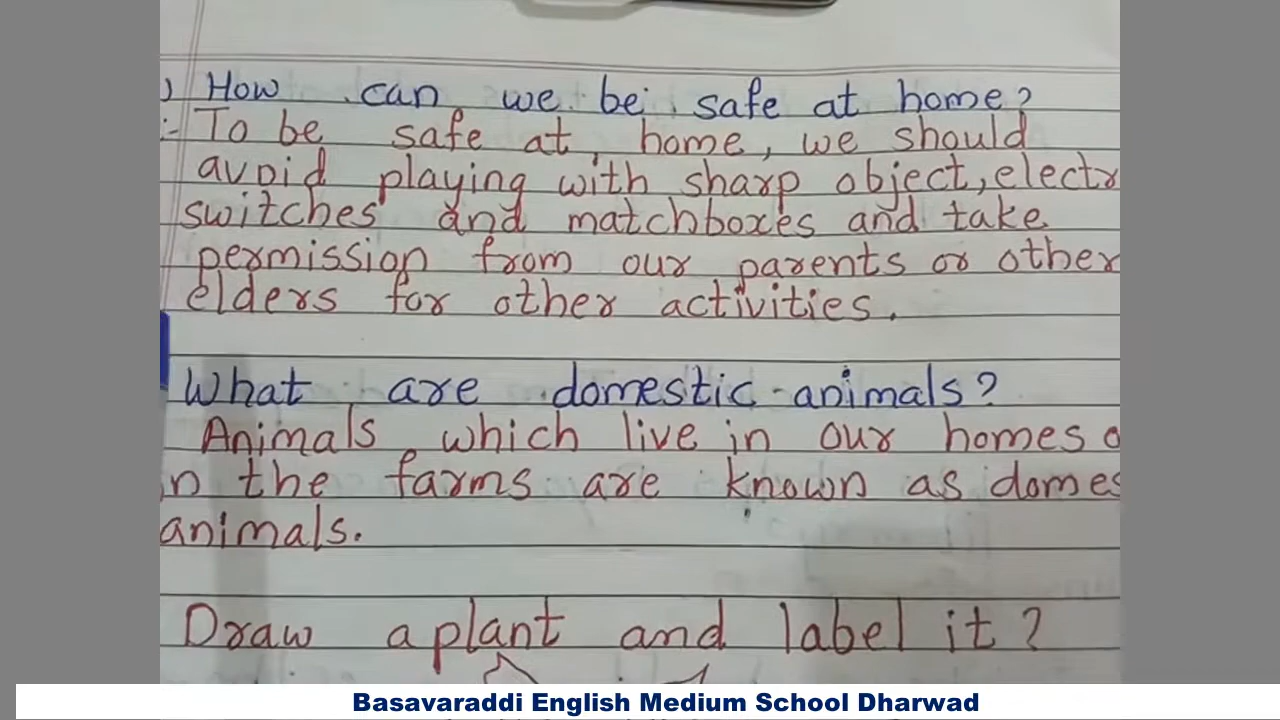 ) How can we be safe at home?
:- To be safe at home, we should
avoid playing with sharp object, electr
switches and matchboxes and take
permission from our parents or other
elders for other activities.
What are domestic animals?
Animals which live in our homes o
in the farms are known as domes
animals.
Draw a plant and label it?
Basavaraddi English Medium School Dharwad